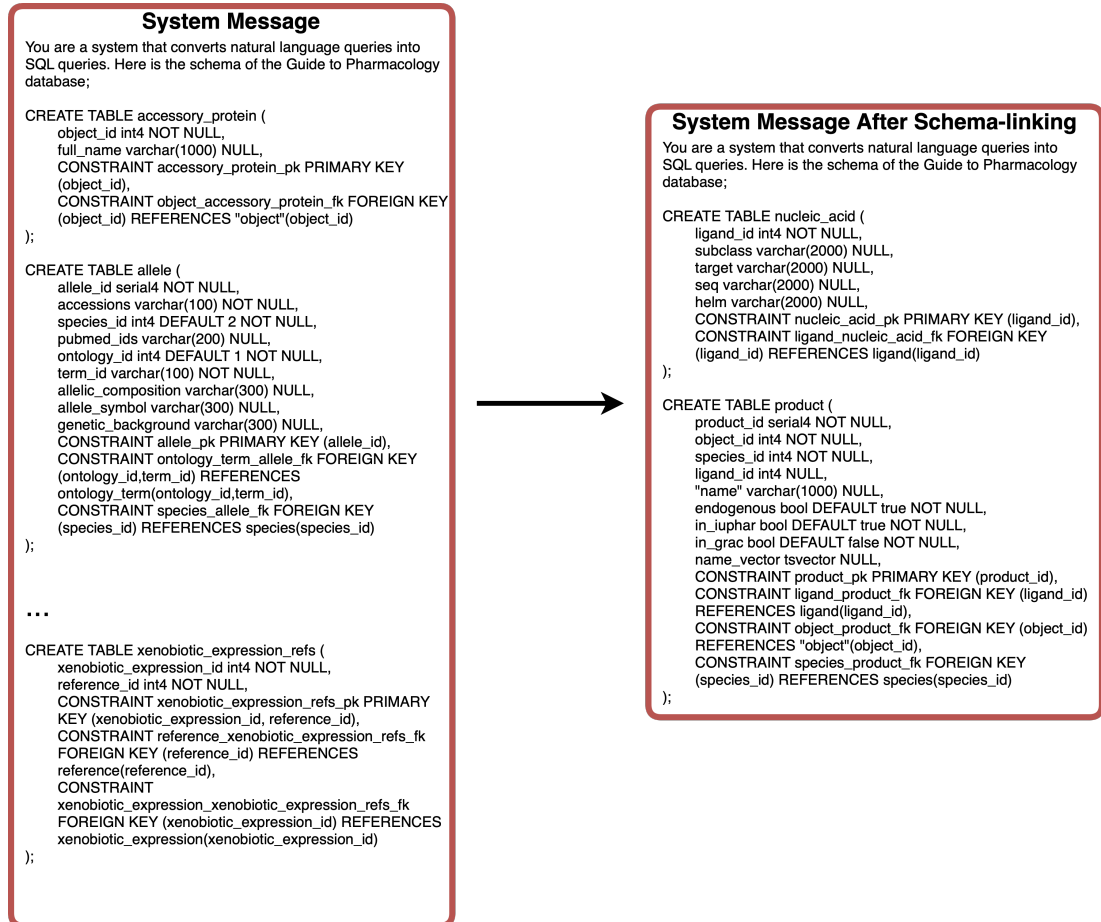 System Message
You are a system that converts natural language queries into
SQL queries. Here is the schema of the Guide to Pharmacology
database;
CREATE TABLE accessory_protein (
object_id int4 NOT NULL,
full_name varchar(1000) NULL,
CONSTRAINT accessory_protein_pk PRIMARY KEY
(object_id),
CONSTRAINT object_accessory_protein_fk FOREIGN KEY
(object_id) REFERENCES "object"(object_id)
);
CREATE TABLE allele (
allele_id serial4 NOT NULL,
accessions varchar(100) NOT NULL,
species_id int4 DEFAULT 2 NOT NULL,
pubmed_ids varchar(200) NULL,
ontology_id int4 DEFAULT 1 NOT NULL,
term_id varchar(100) NOT NULL,
allelic_composition varchar(300) NULL,
allele_symbol varchar(300) NULL,
genetic_background varchar(300) NULL,
CONSTRAINT allele_pk PRIMARY KEY (allele_id),
CONSTRAINT ontology_term_allele_fk FOREIGN KEY
(ontology_id,term_id) REFERENCES
ontology_term(ontology_id,term_id),
CONSTRAINT species_allele_fk FOREIGN KEY
(species_id) REFERENCES species(species_id)
);
...
CREATE TABLE xenobiotic_expression_refs (
xenobiotic_expression_id int4 NOT NULL,
reference_id int4 NOT NULL,
CONSTRAINT xenobiotic_expression_refs_pk PRIMARY
KEY (xenobiotic_expression_id, reference_id),
CONSTRAINT reference_xenobiotic_expression_refs_fk
FOREIGN KEY (reference_id) REFERENCES
reference(reference_id),
CONSTRAINT
xenobiotic_expression_xenobiotic_expression_refs_fk
FOREIGN KEY (xenobiotic_expression_id) REFERENCES
xenobiotic_expression(xenobiotic_expression_id)
);
System Message After Schema-linking
You are a system that converts natural language queries into
SQL queries. Here is the schema of the Guide to Pharmacology
database;
CREATE TABLE nucleic_acid (
ligand_id int4 NOT NULL,
subclass varchar(2000) NULL,
target varchar(2000) NULL,
seq varchar(2000) NULL,
helm varchar(2000) NULL,
CONSTRAINT nucleic_acid_pk PRIMARY KEY (ligand_id),
CONSTRAINT ligand_nucleic_acid_fk FOREIGN KEY
(ligand_id) REFERENCES ligand(ligand_id)
);
CREATE TABLE product (
product_id serial4 NOT NULL,
object_id int4 NOT NULL,
species_id int4 NOT NULL,
ligand_id int4 NULL,
"name" varchar(1000) NULL,
endogenous bool DEFAULT true NOT NULL,
in_iuphar bool DEFAULT true NOT NULL,
in_grac bool DEFAULT false NOT NULL,
name_vector tsvector NULL,
CONSTRAINT product_pk PRIMARY KEY (product_id),
CONSTRAINT ligand_product_fk FOREIGN KEY (ligand_id)
REFERENCES ligand(ligand_id),
CONSTRAINT object_product_fk FOREIGN KEY (object_id)
REFERENCES "object"(object_id),
CONSTRAINT species_product_fk FOREIGN KEY
(species_id) REFERENCES species(species_id)
);